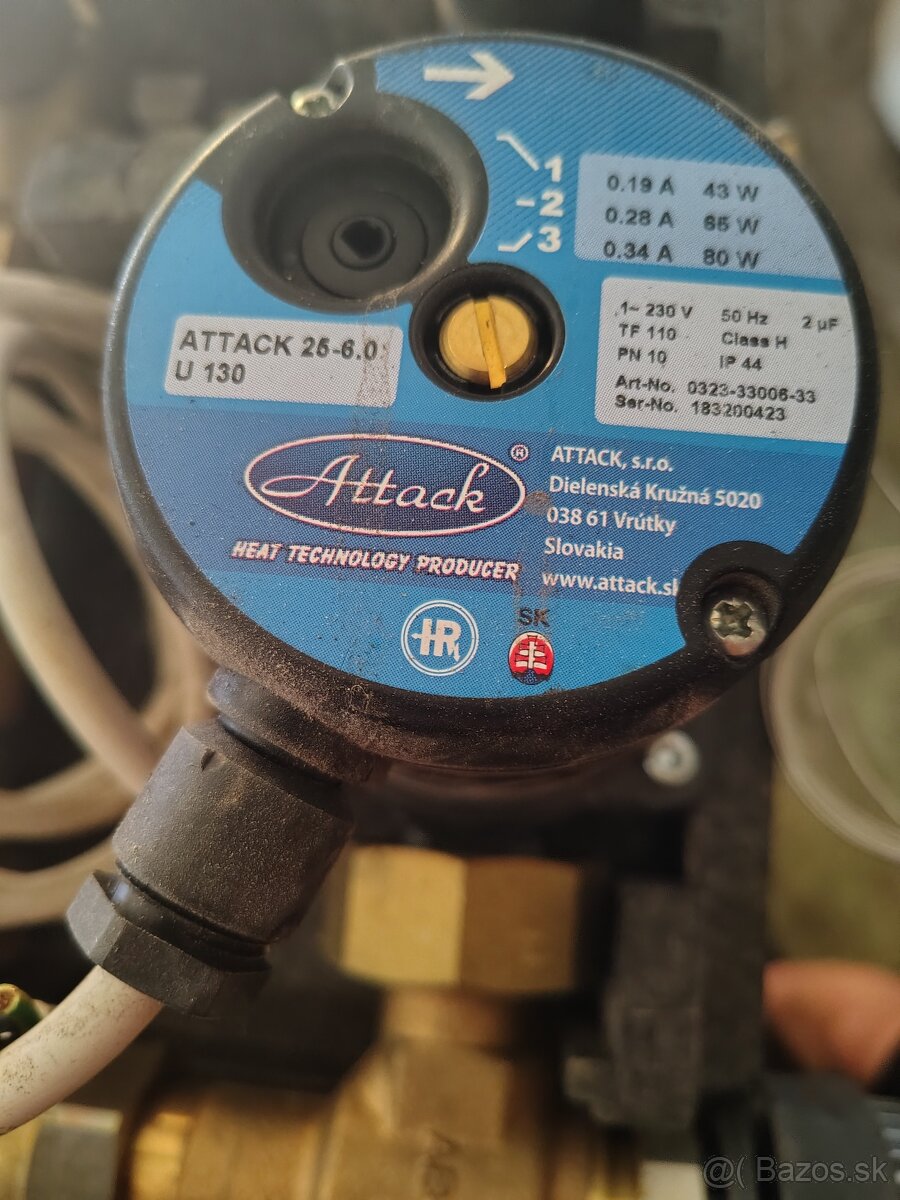 1
2
3
0.19 A 43 W
0.28 A 65 W
0.34 A 80 W
1~ 230 V 50 Hz 2 µF
TF 110 Class H
PN 10 IP 44
Art-No. 0323-33006-33
Ser-No. 183200423
ATTACK 25-6.0
U 130
Attack ®
HEAT TECHNOLOGY PRODUCER
ATTACK, s.r.o.
Dielenská Kružná 5020
038 61 Vrútky
Slovakia
www.attack.sk
HR
SK
@( Bazos.sk